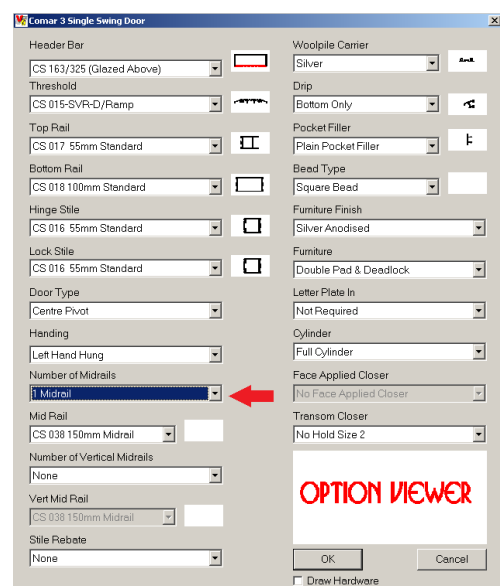 Comar 3 Single Swing Door
Header Bar
CS 163/325 (Glazed Above)
Threshold
CS 015-SVR-D/Ramp
Top Rail
CS 017 55mm Standard
Bottom Rail
CS 018 100mm Standard
Hinge Stile
CS 016 55mm Standard
Lock Stile
CS 016 55mm Standard
Door Type
Centre Pivot
Handing
Left Hand Hung
Number of Midrails
1 Midrail
Mid Rail
CS 038 150mm Midrail
Number of Vertical Midrails
None
Vert Mid Rail
CS 038 150mm Midrail
Stile Rebate
None
Woolpile Carrier
Silver
Drip
Bottom Only
Pocket Filler
Plain Pocket Filler
Bead Type
Square Bead
Furniture Finish
Silver Anodised
Furniture
Double Pad & Deadlock
Letter Plate In
Not Required
Cylinder
Full Cylinder
Face Applied Closer
No Face Applied Closer
Transom Closer
No Hold Size 2
OPTION VIEWER
OK
Cancel
Draw Hardware